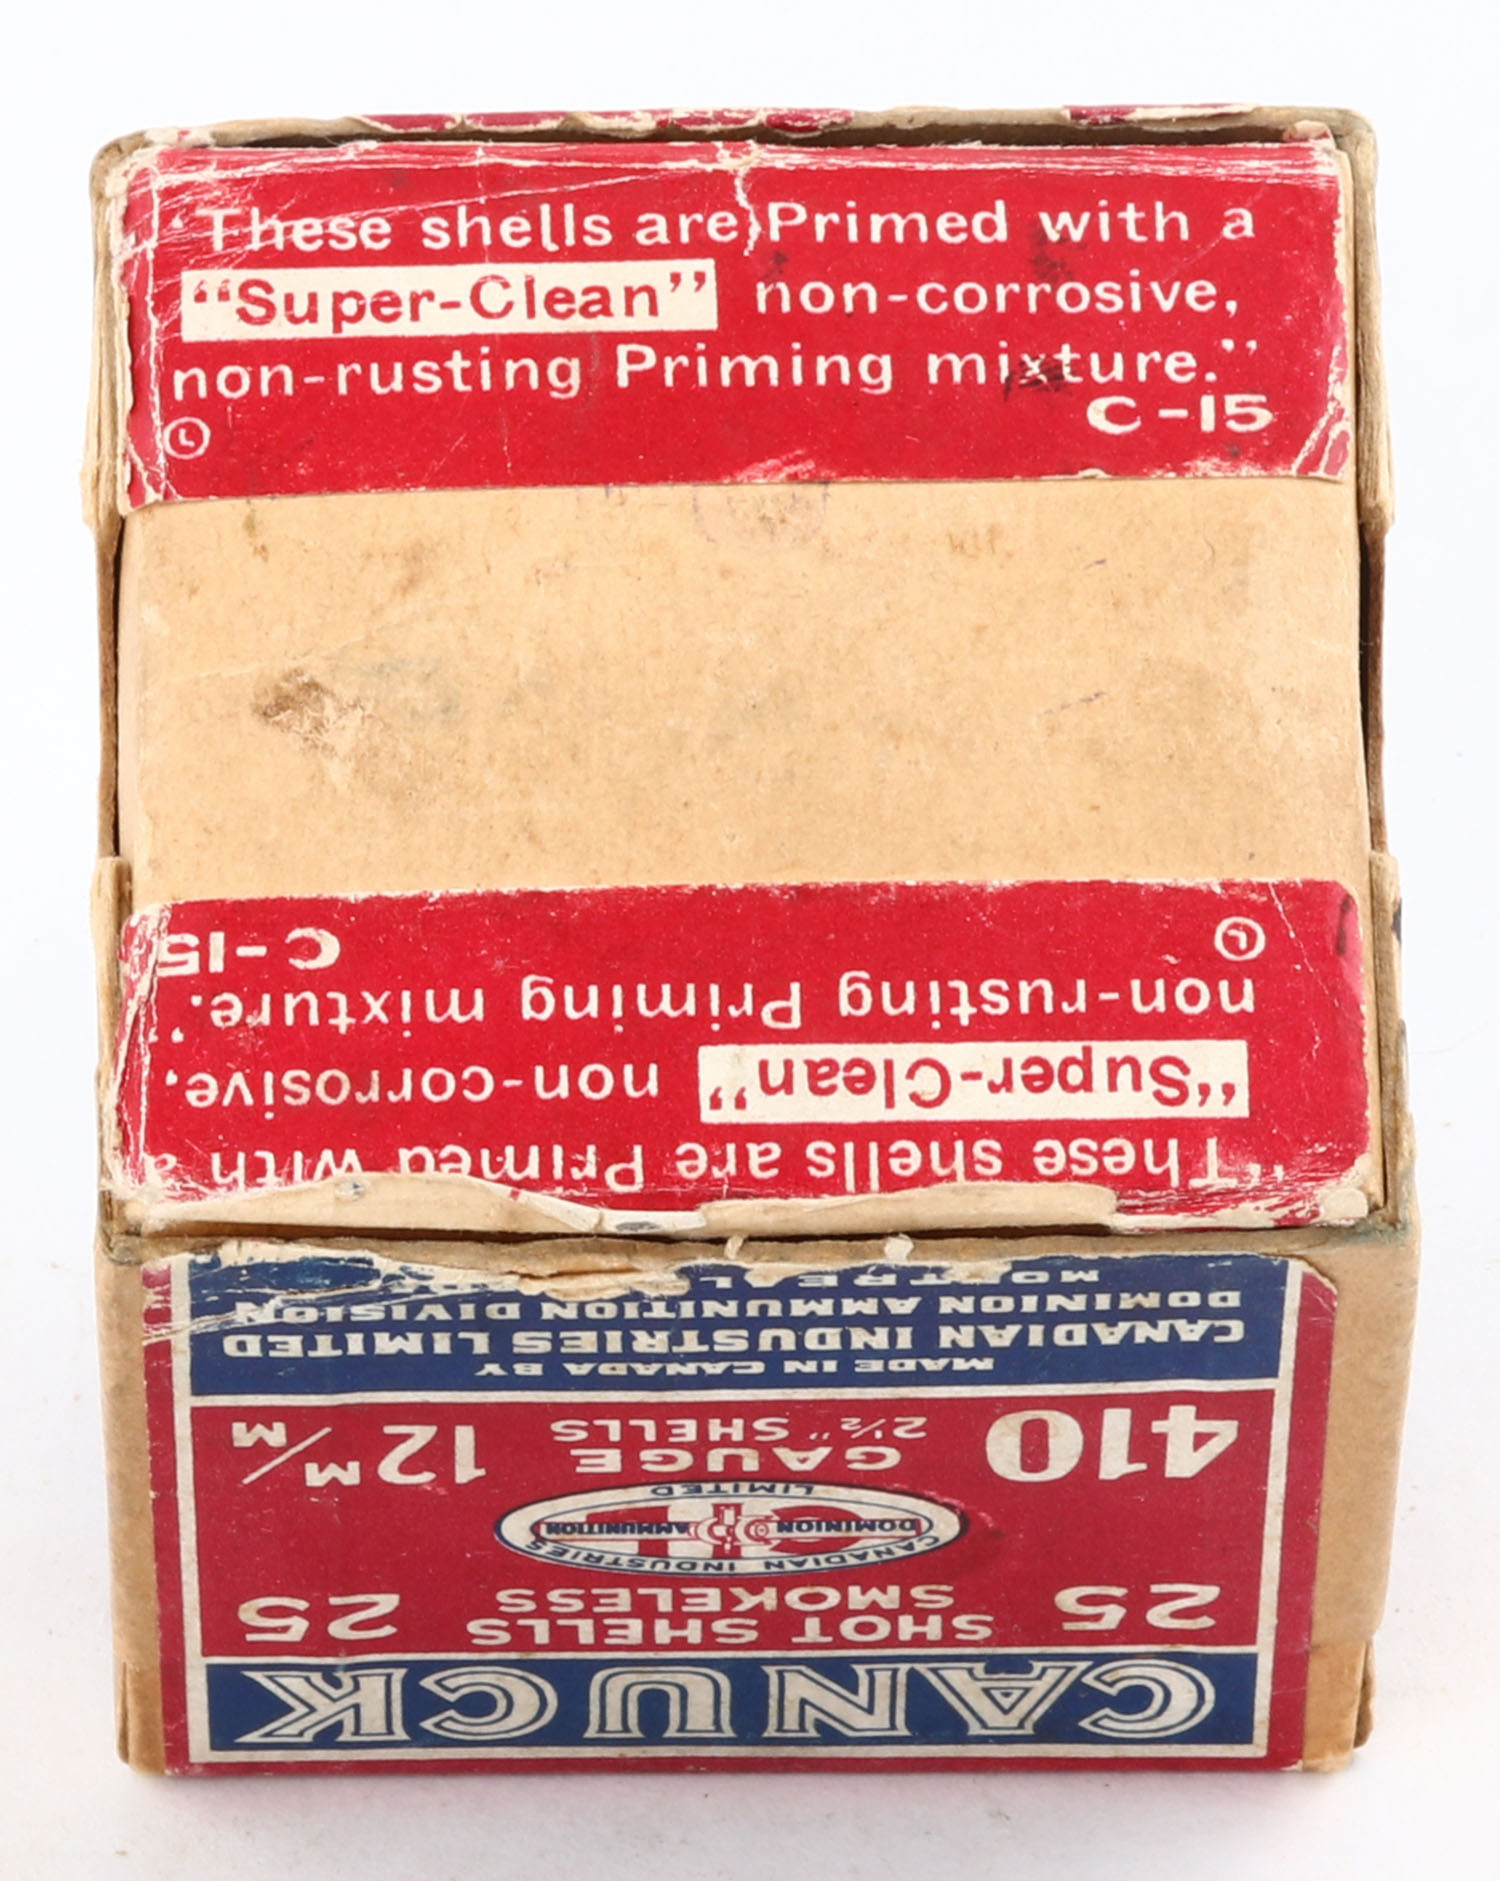 "These shells are Primed with a
"Super-Clean" non-corrosive,
non-rusting Priming mixture."
C-15
L
"These shells are Primed with a
"Super-Clean" non-corrosive,
non-rusting Priming mixture."
L C-15
CANUCK
25 SHOT SHELLS 25
SMOKELESS
CANADIAN INDUSTRIES
DOMINION AMMUNITION
LIMITED
410 GAUGE 12 M/M
2½" SHELLS
MADE IN CANADA BY
CANADIAN INDUSTRIES LIMITED
DOMINION AMMUNITION DIVISION
MONTREAL